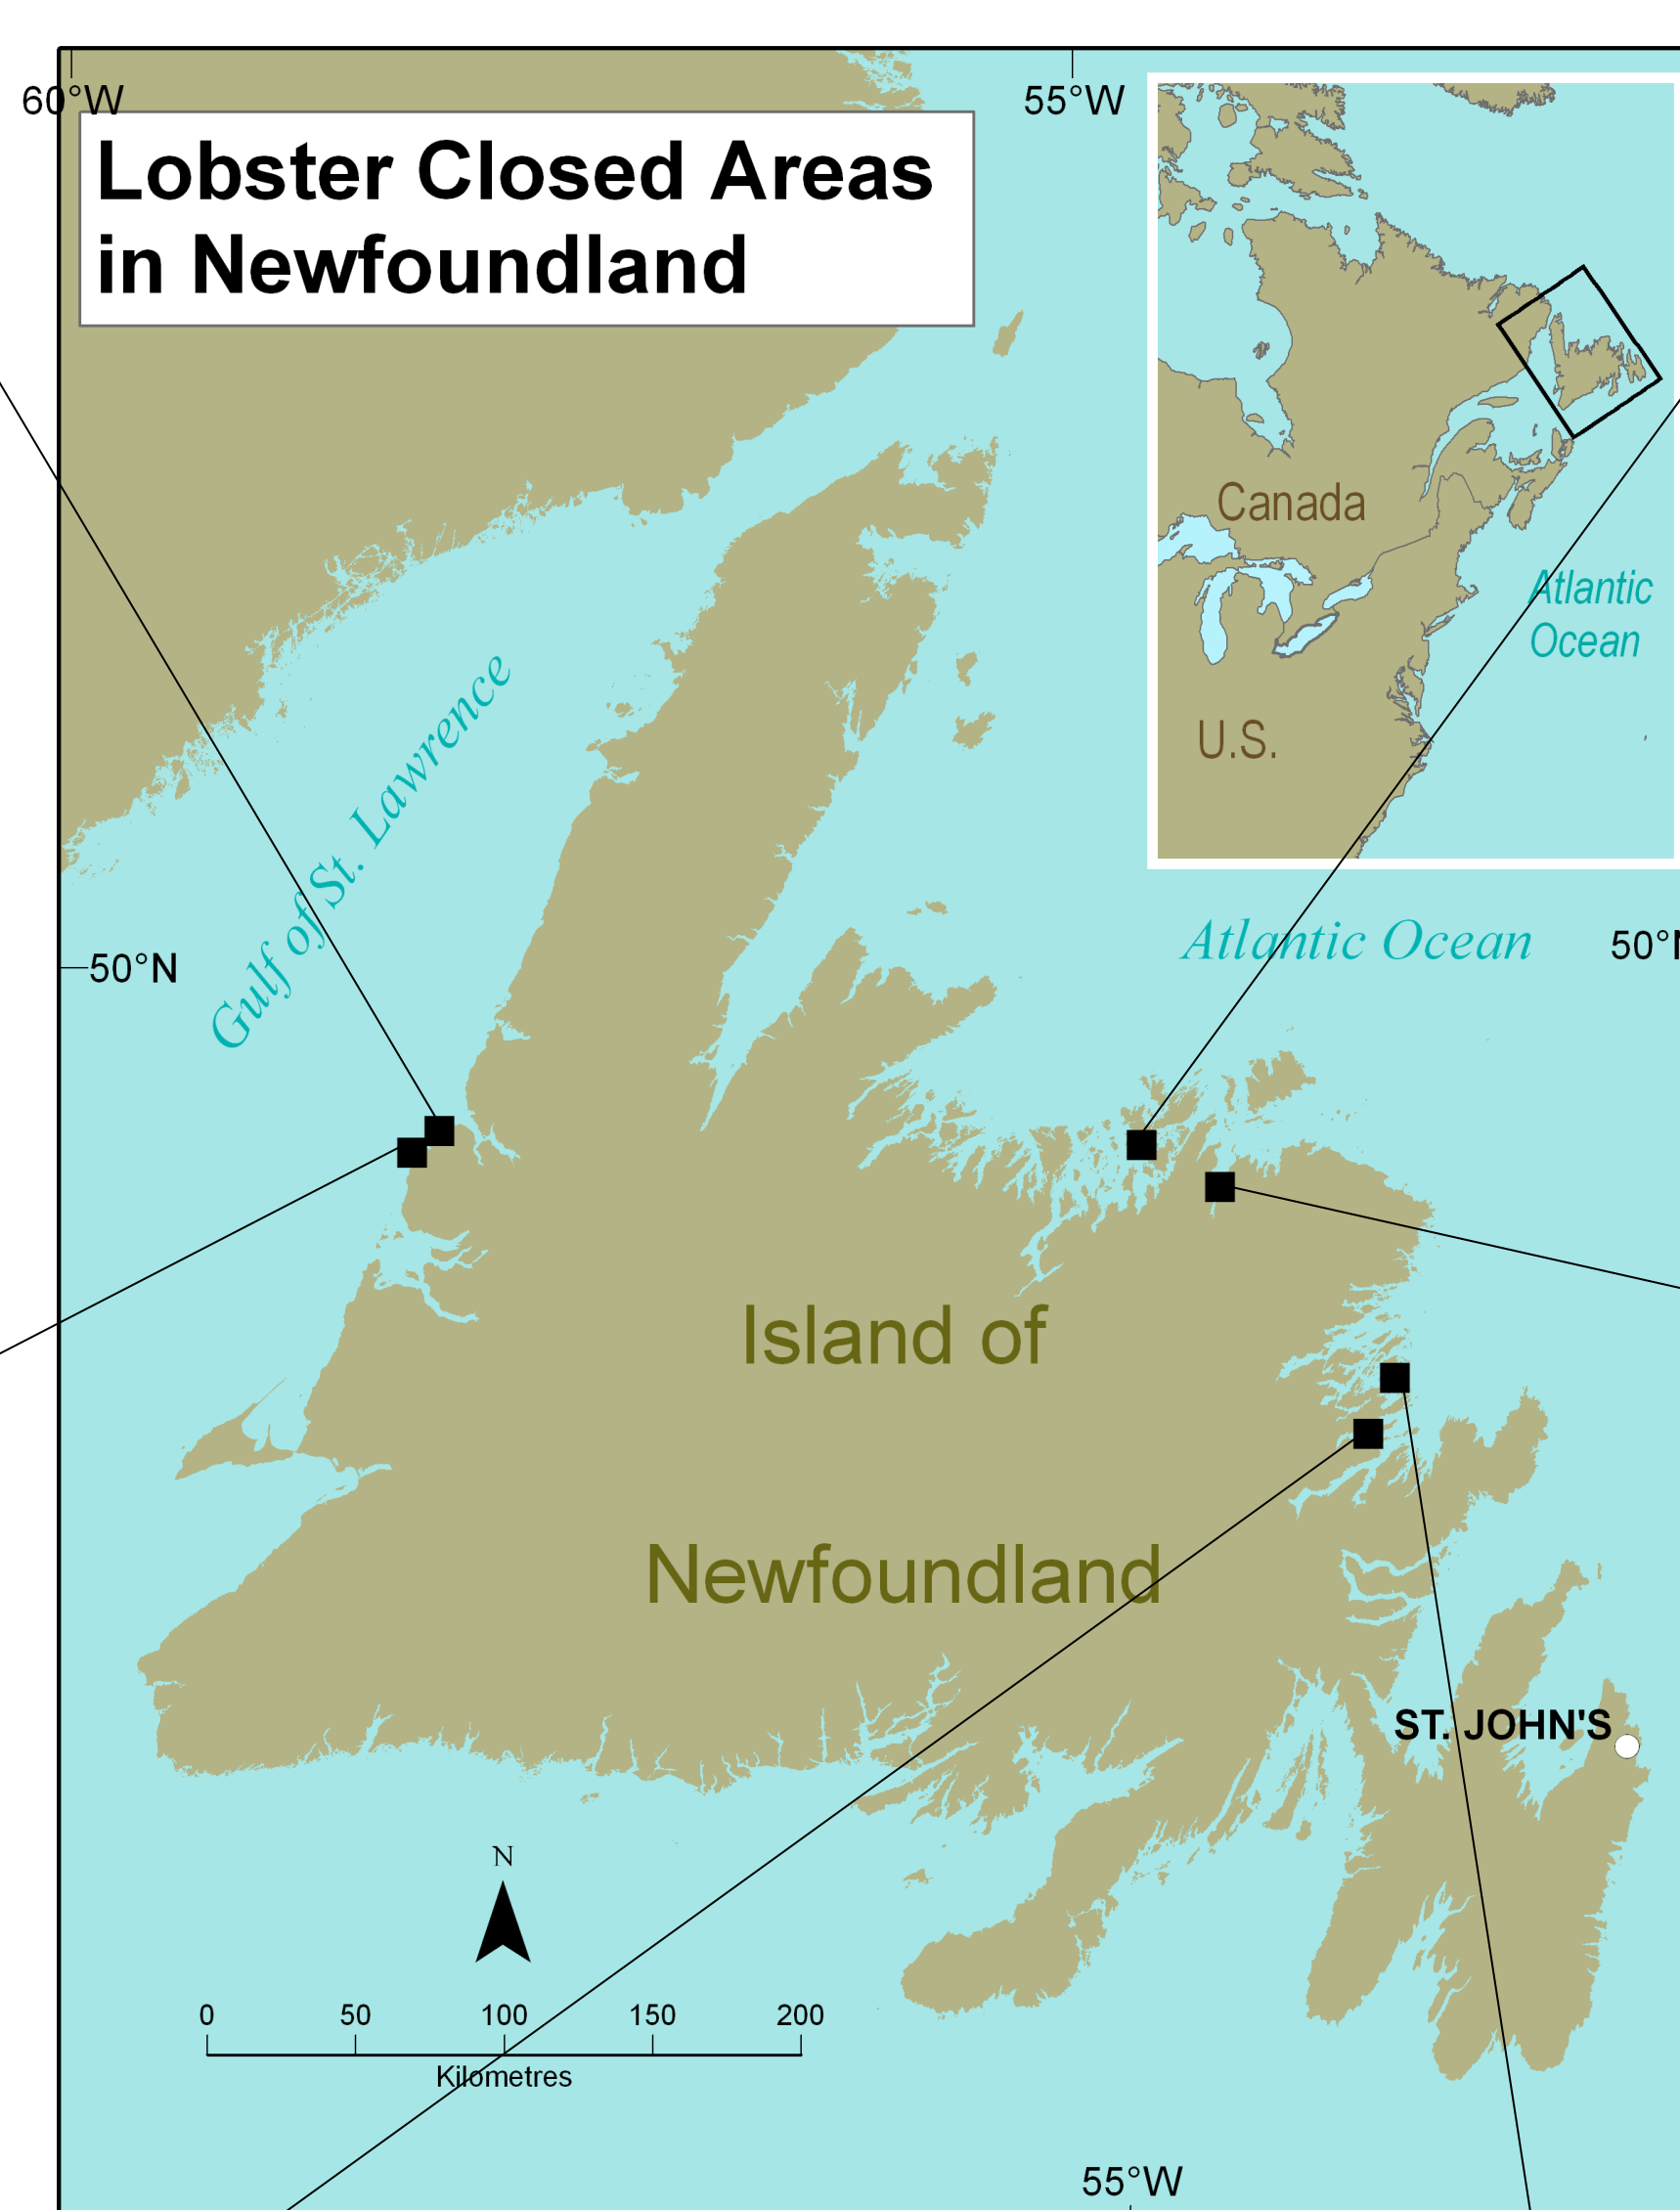 60°W
55°W
Lobster Closed Areas
in Newfoundland
Canada
Atlantic
Ocean
U.S.
Gulf of St. Lawrence
Atlantic Ocean
50°N
50°N
Island of
Newfoundland
ST. JOHN'S
N
0 50 100 150 200
Kilometres
55°W